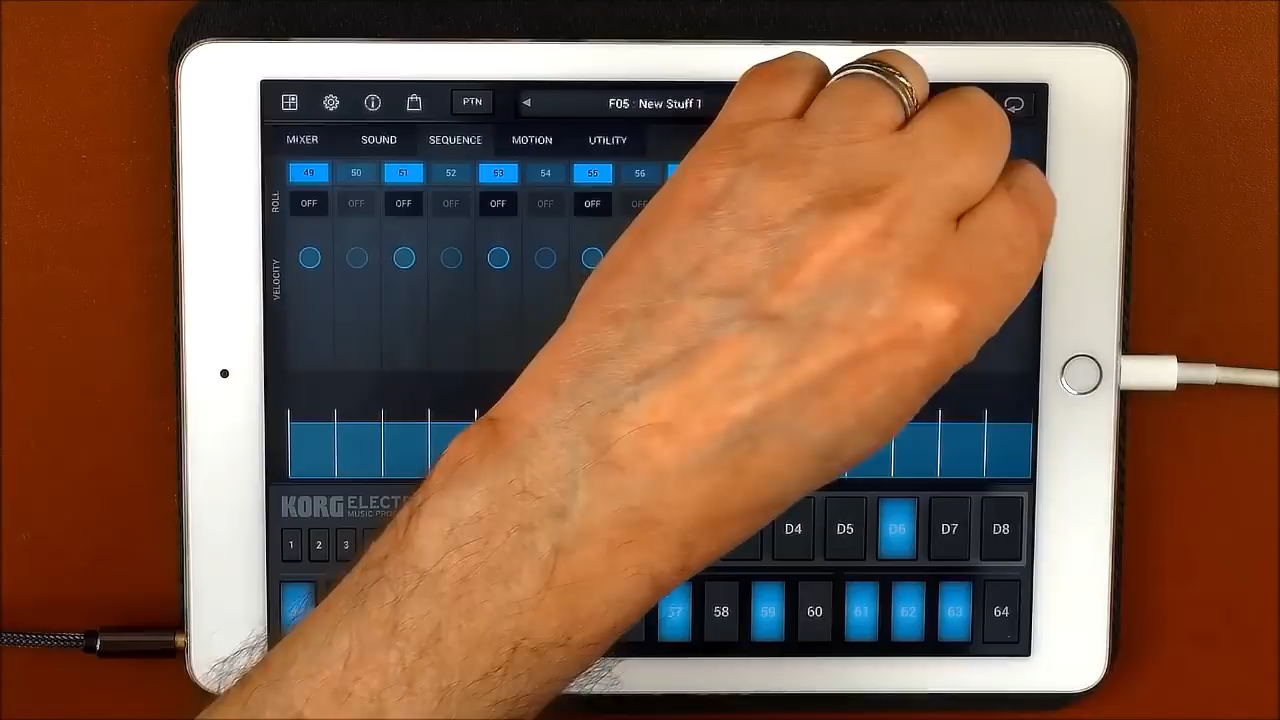 PTN
F05 : New Stuff 1
MIXER SOUND SEQUENCE MOTION UTILITY
49 50 51 52 53 54 55 56
ROLL
OFF OFF OFF OFF OFF OFF OFF
VELOCITY
KORG
D4 D5 D6 D7 D8
MUSIC
1 2 3
57 58 59 60 61 62 63 64